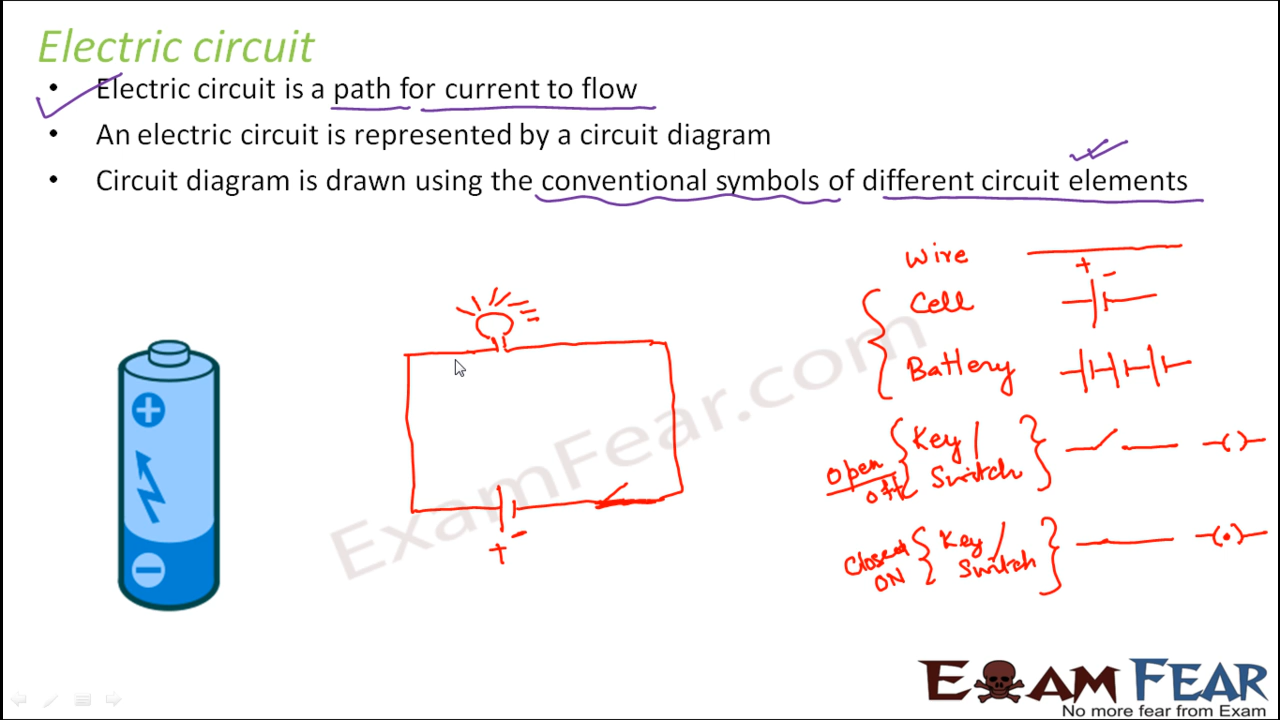 Electric circuit
• Electric circuit is a path for current to flow
• An electric circuit is represented by a circuit diagram
• Circuit diagram is drawn using the conventional symbols of different circuit elements
Wire
+ -
Cell
Battery
Open
Off
Key /
Switch
Closed
ON
Key /
Switch
+ -
+
-
ExamFear.com
EXAM FEAR
No more fear from Exam